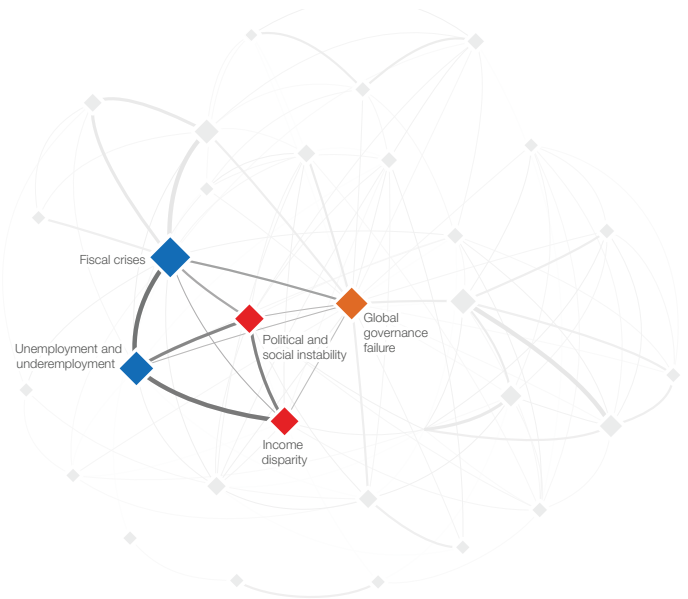 Fiscal crises
Global
governance
failure
Political and
social instability
Unemployment and
underemployment
Income
disparity